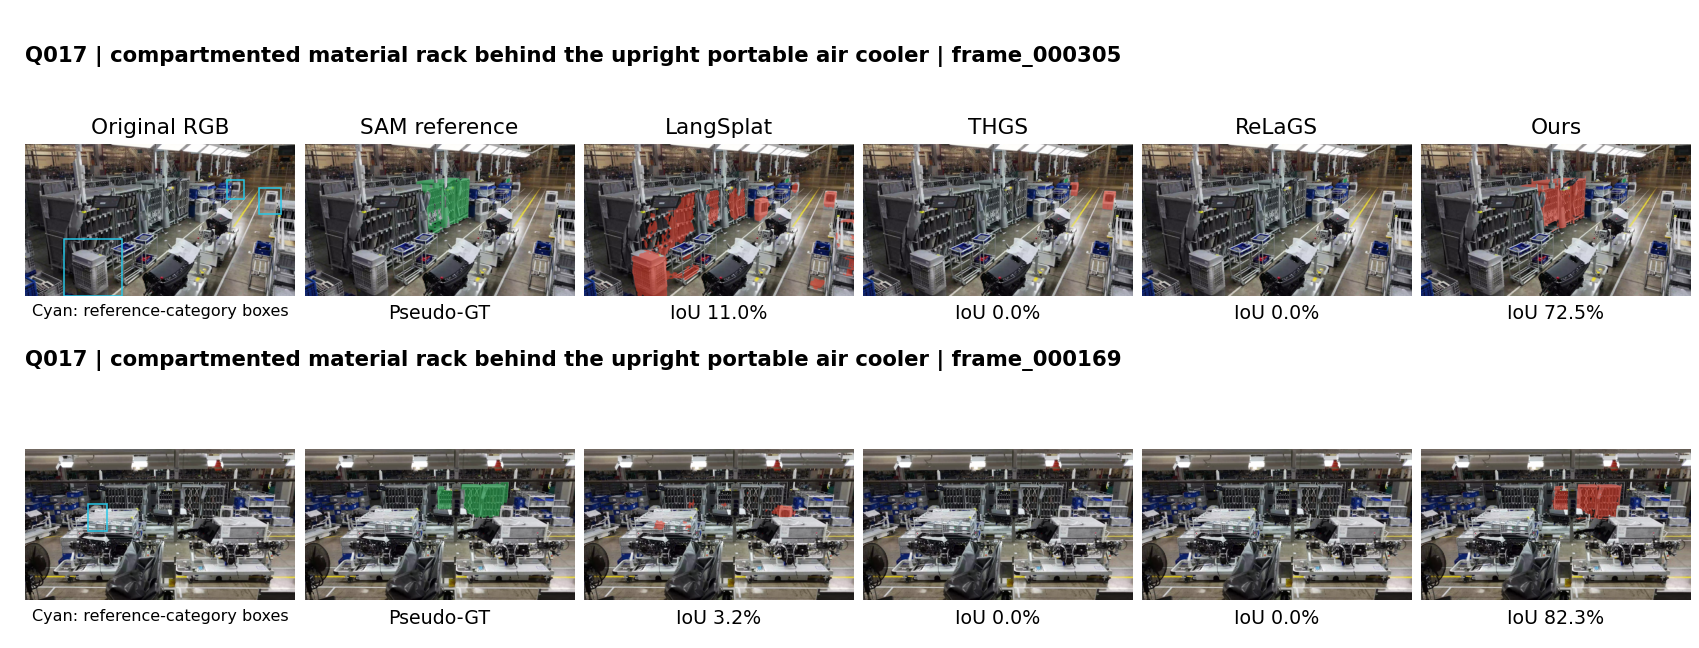 Q017 | compartmented material rack behind the upright portable air cooler | frame_000305
Original RGB
SAM reference
LangSplat
THGS
ReLaGS
Ours
Cyan: reference-category boxes
Pseudo-GT
IoU 11.0%
IoU 0.0%
IoU 0.0%
IoU 72.5%
Q017 | compartmented material rack behind the upright portable air cooler | frame_000169
Cyan: reference-category boxes
Pseudo-GT
IoU 3.2%
IoU 0.0%
IoU 0.0%
IoU 82.3%